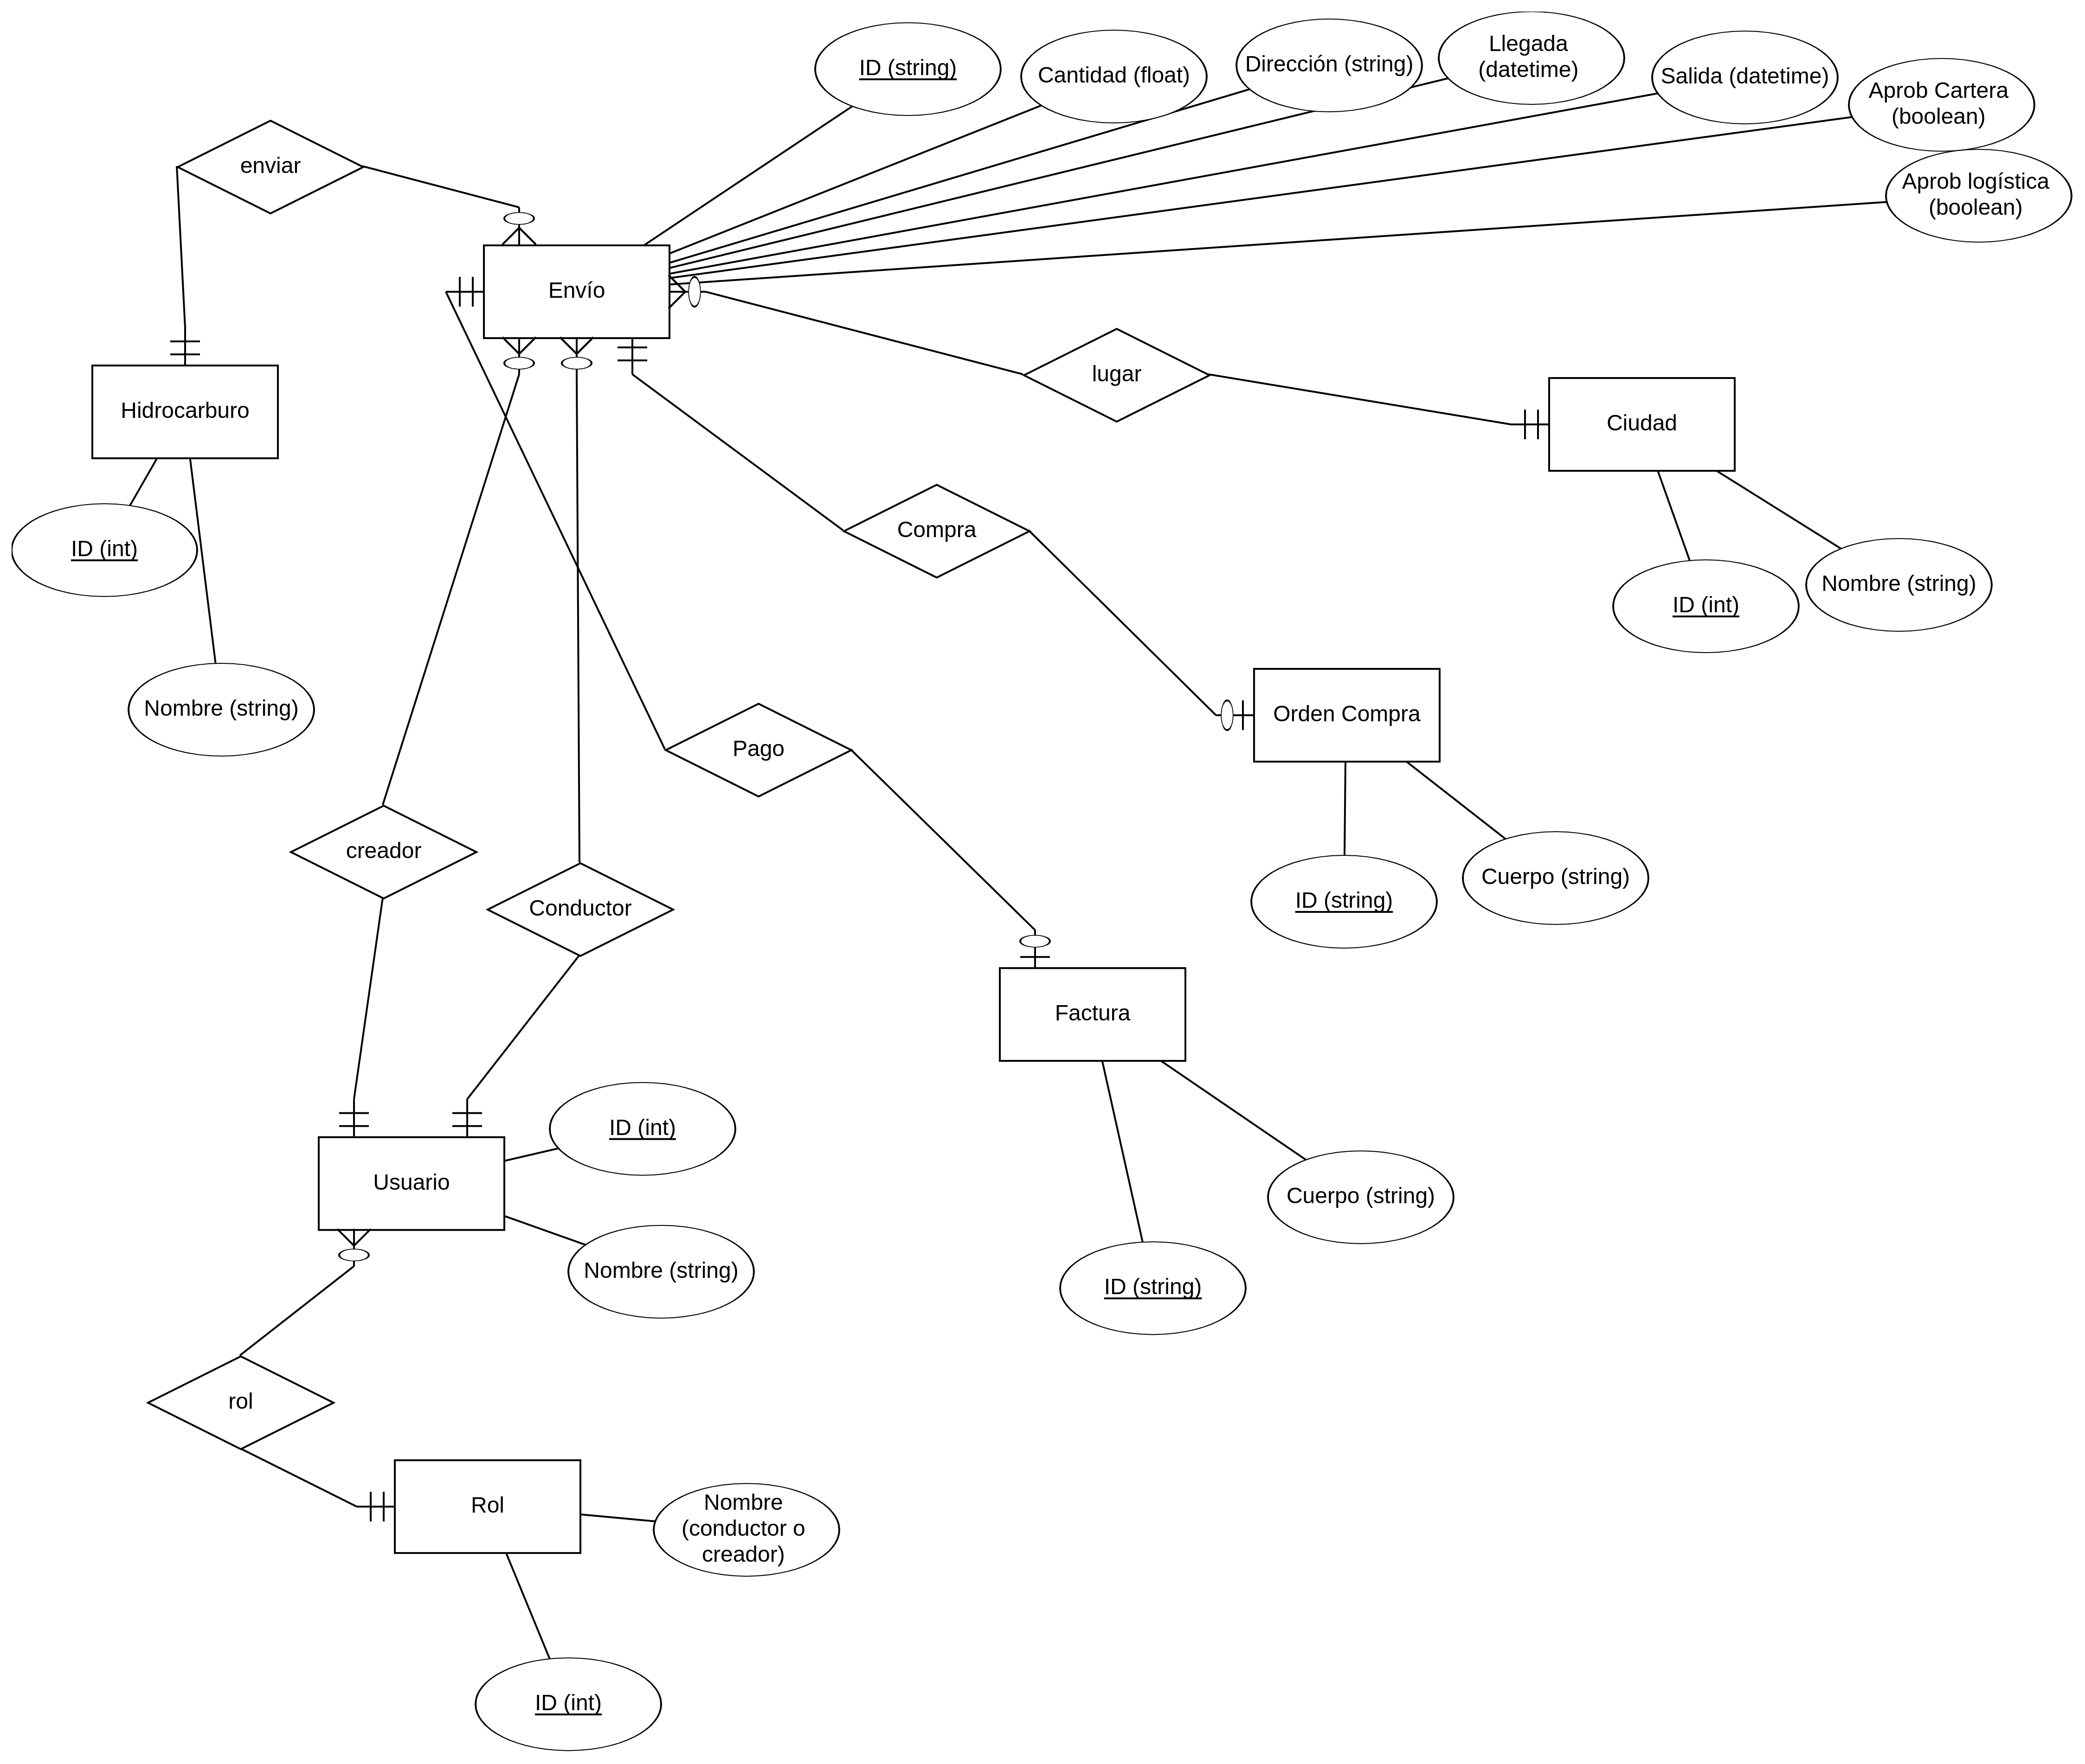 ID (string)
Cantidad (float)
Dirección (string)
Llegada
(datetime)
Salida (datetime)
Aprob Cartera
(boolean)
Aprob logística
(boolean)
enviar
Envío
lugar
Hidrocarburo
Ciudad
Compra
ID (int)
Nombre (string)
ID (int)
Nombre (string)
Orden Compra
Pago
creador
Conductor
Cuerpo (string)
ID (string)
Factura
ID (int)
Usuario
Cuerpo (string)
Nombre (string)
ID (string)
rol
Rol
Nombre
(conductor o
creador)
ID (int)